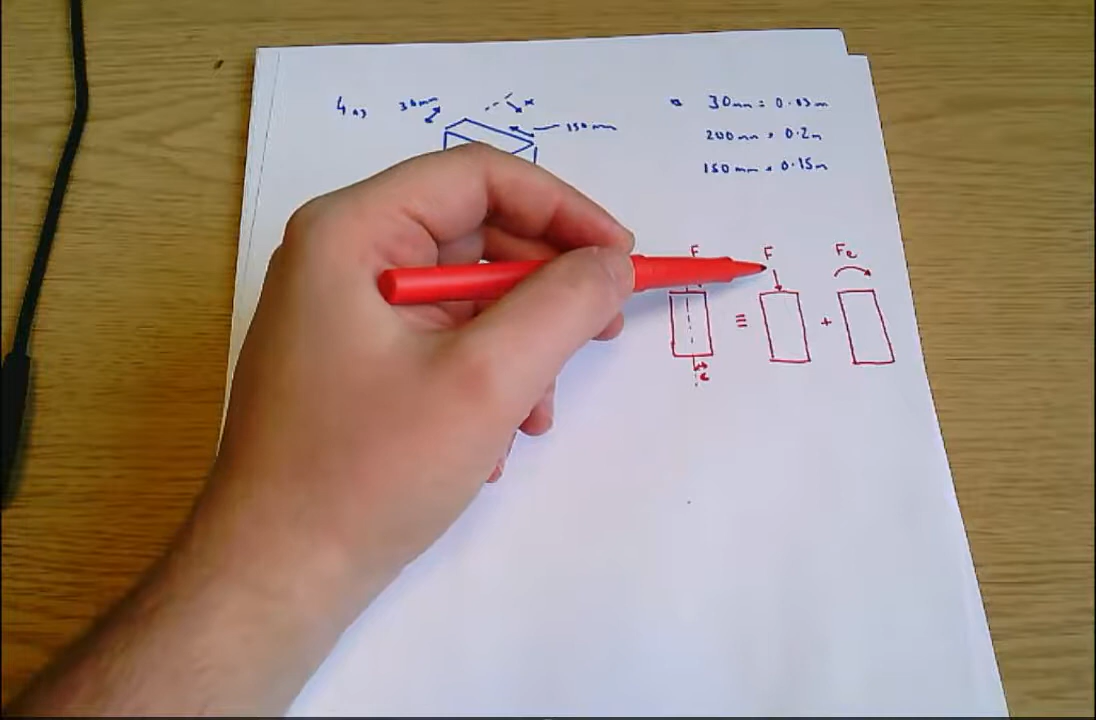 4 a)
30mm
x
150mm
30mm = 0.03m
200mm = 0.2m
150mm = 0.15m
F
F
Fe
≡
+
e